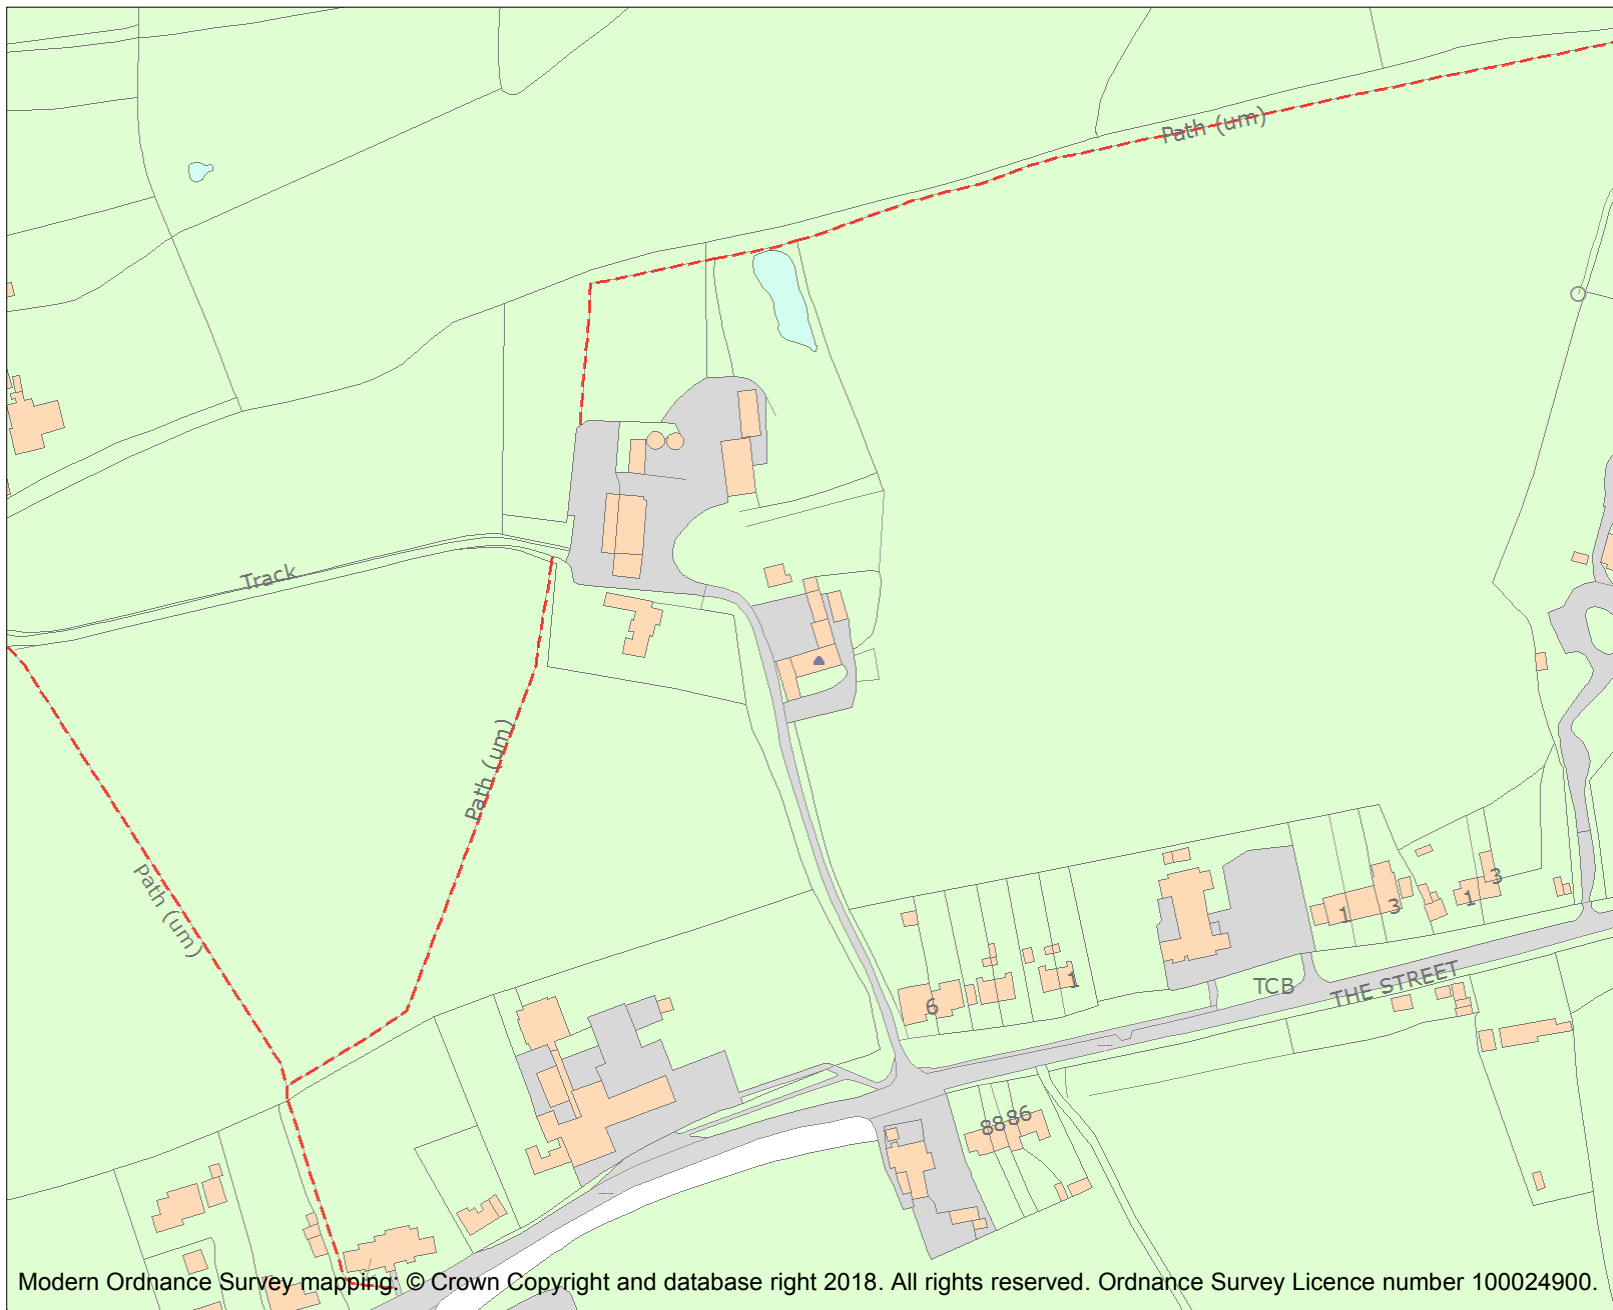 Path (um)
Track
Path (um)
Path (um)
1
3
1
3
6
1
TCB
THE STREET
88
86
Modern Ordnance Survey mapping: © Crown Copyright and database right 2018. All rights reserved. Ordnance Survey Licence number 100024900.